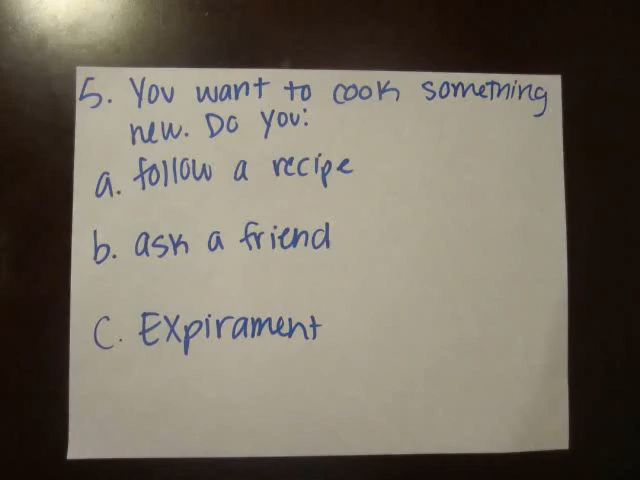 5. You want to cook something
new. Do you:
a. follow a recipe
b. ask a friend
C. Expirament